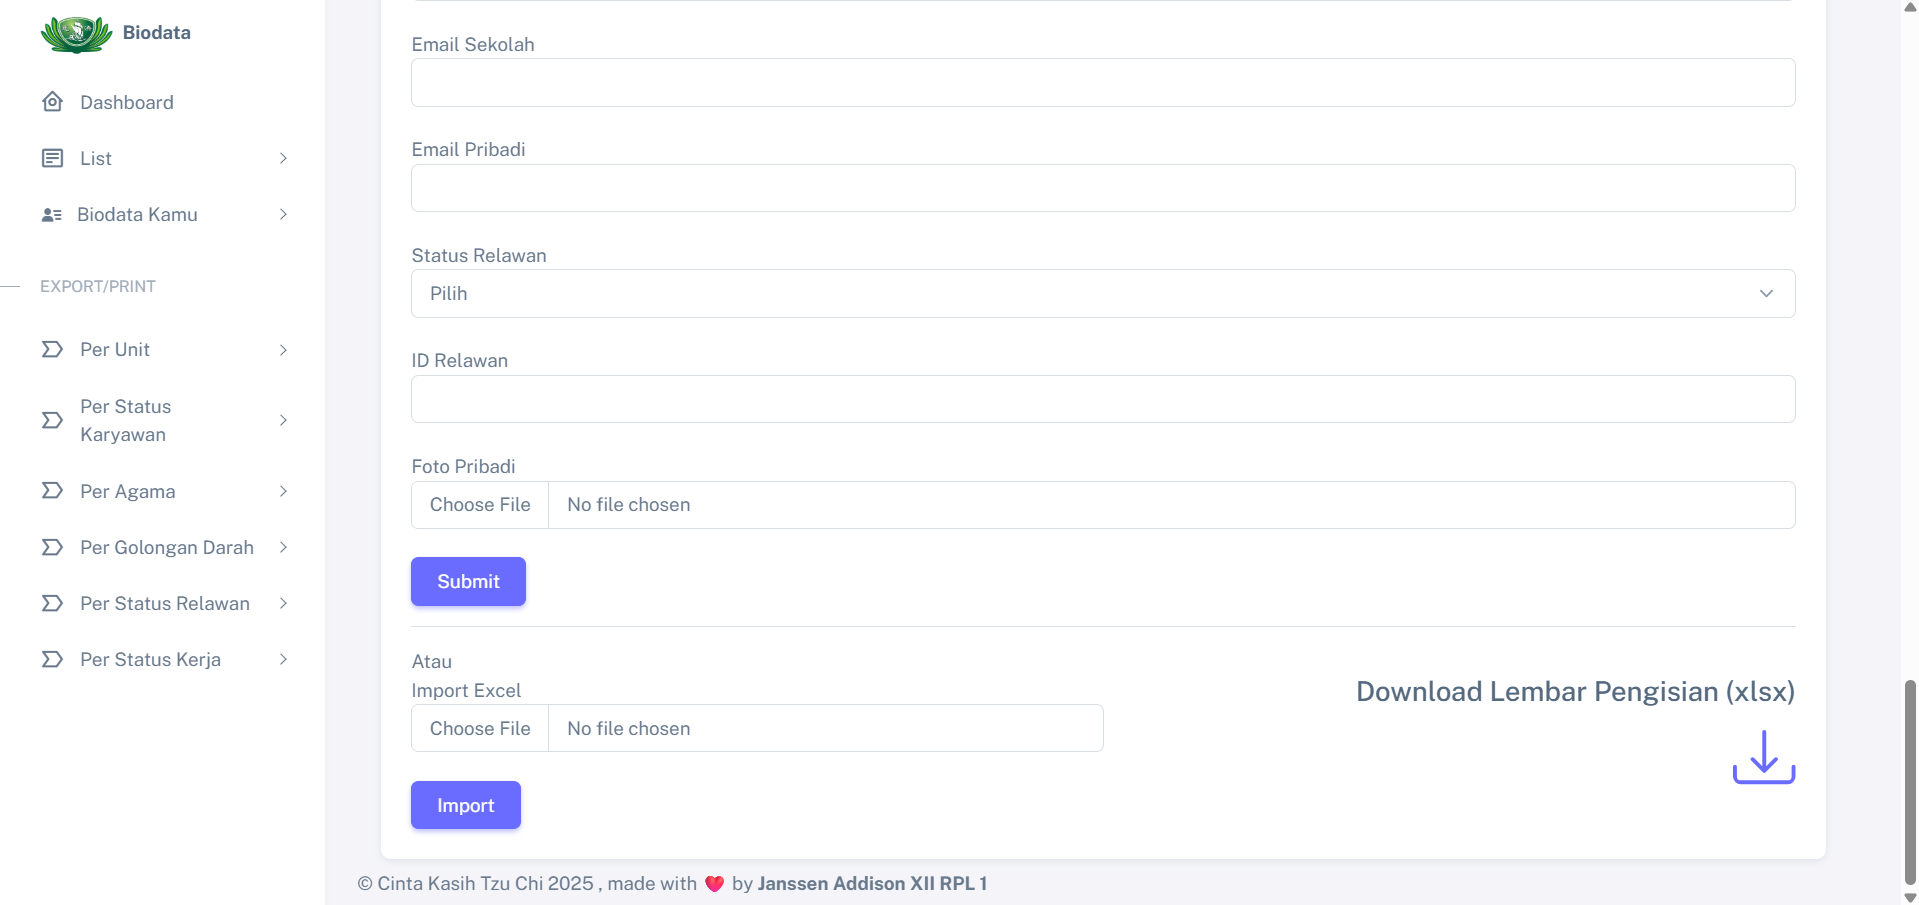 Biodata
Dashboard
List
Biodata Kamu
EXPORT/PRINT
Per Unit
Per Status
Karyawan
Per Agama
Per Golongan Darah
Per Status Relawan
Per Status Kerja
Email Sekolah
Email Pribadi
Status Relawan
Pilih
ID Relawan
Foto Pribadi
Choose File No file chosen
Submit
Atau
Import Excel
Choose File No file chosen
Import
Download Lembar Pengisian (xlsx)
© Cinta Kasih Tzu Chi 2025 , made with ❤️ by Janssen Addison XII RPL 1